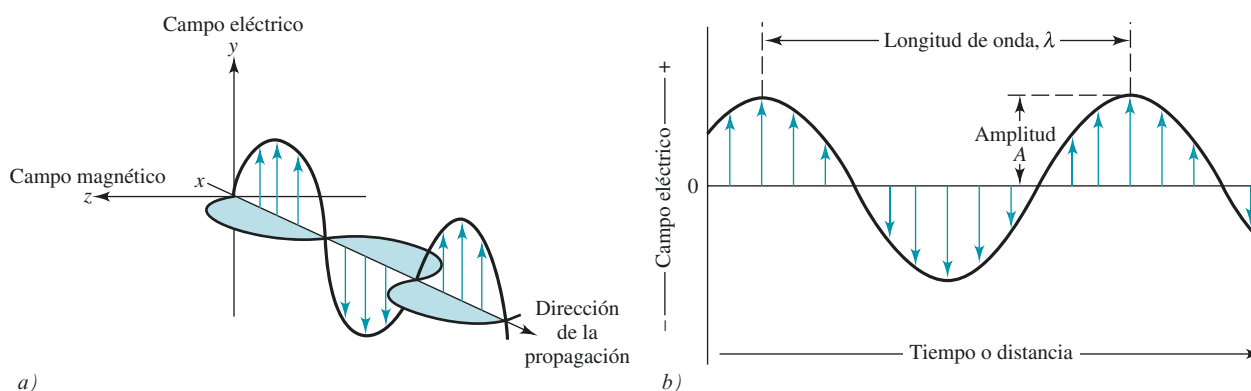 Campo eléctrico
y
Campo magnético
z
x
Dirección
de la
propagación
a)
Longitud de onda, λ
+
Campo eléctrico
–
0
Amplitud
A
Tiempo o distancia
b)